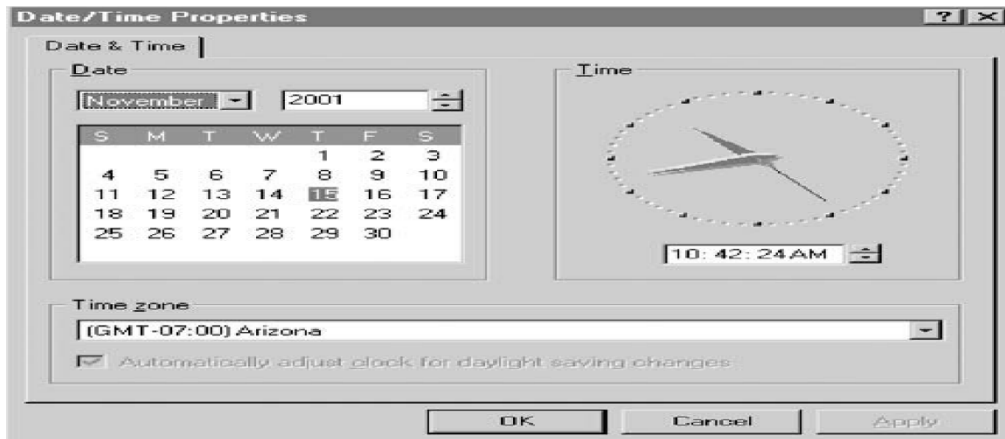 Date/Time Properties
Date & Time
Date
November 2001
S M T W T F S
1 2 3
4 5 6 7 8 9 10
11 12 13 14 15 16 17
18 19 20 21 22 23 24
25 26 27 28 29 30
Time
10: 42: 24 AM
Time zone
(GMT-07:00) Arizona
Automatically adjust clock for daylight saving changes
OK Cancel Apply